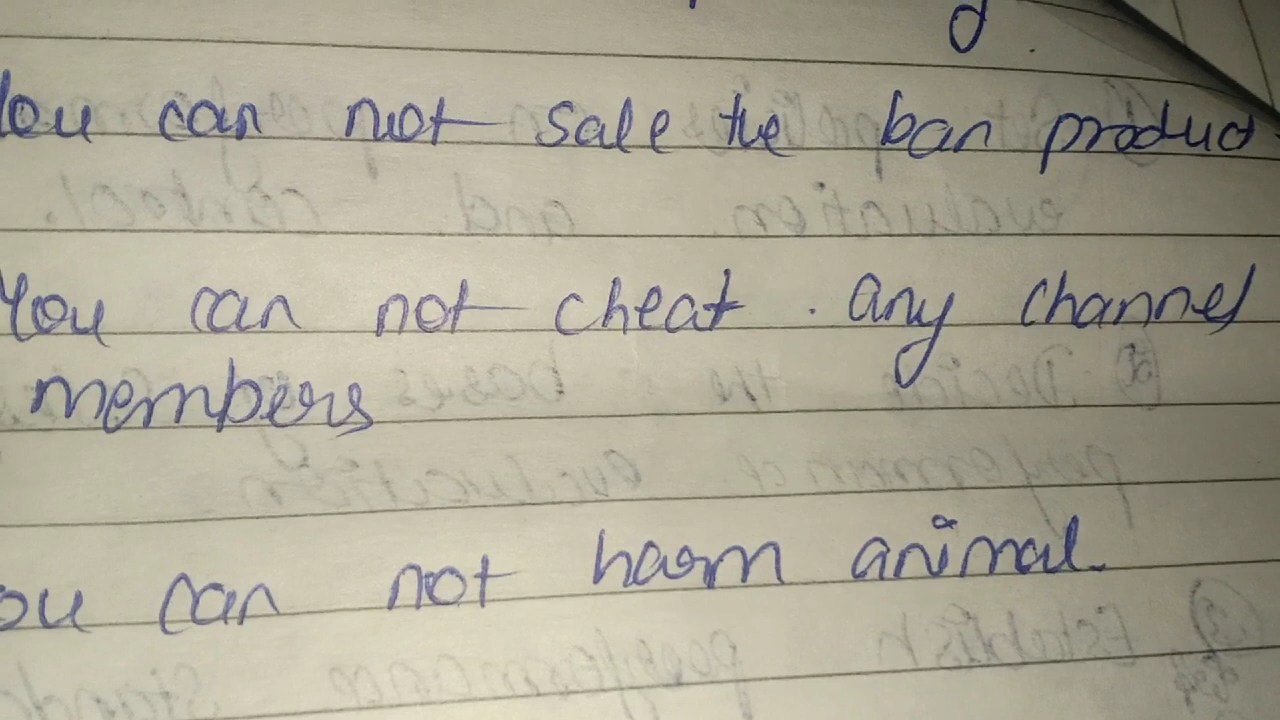 You can not sale the ban product
You can not cheat. any channel
members
You can not harm animal.